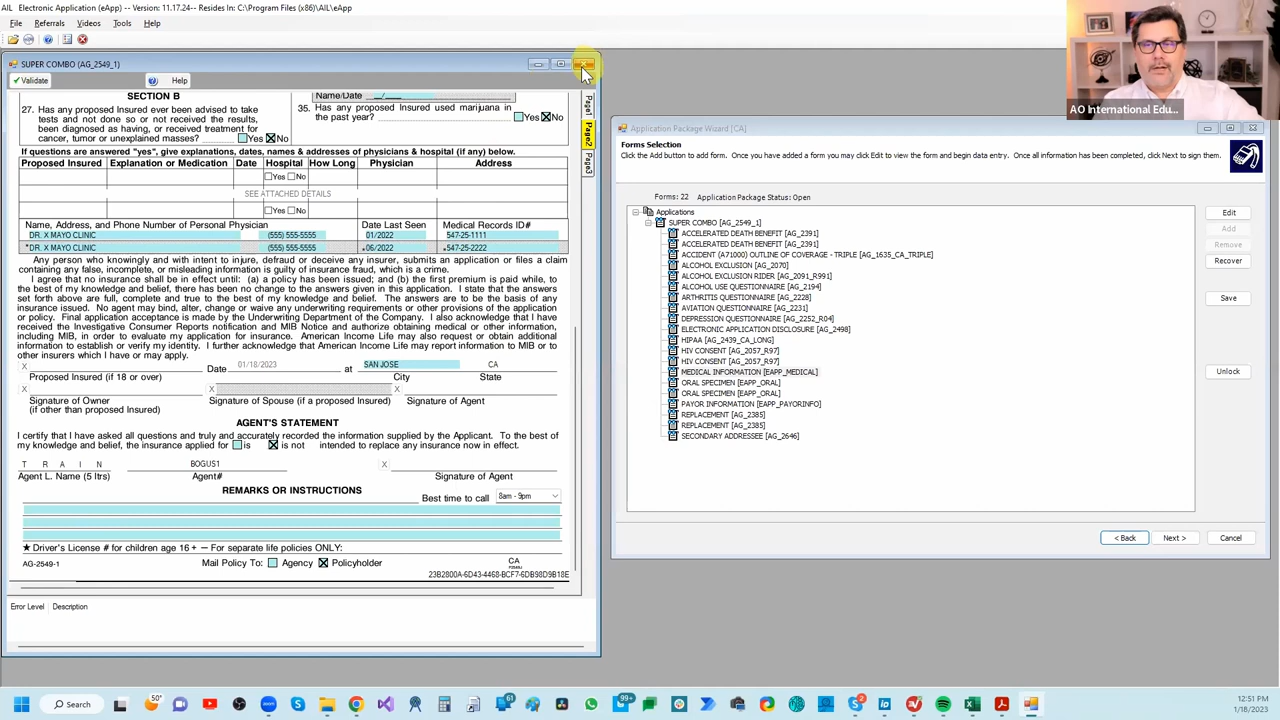 AIL Electronic Application (eApp) -- Version: 11.17.24-- Resides In: C:\Program Files (x86)\AIL\eApp
File Referrals Videos Tools Help
AO International Edu...
SUPER COMBO (AG_2549_1)
Validate Help
SECTION B
27. Has any proposed Insured ever been advised to take
tests and not done so or not received the results,
been diagnosed as having, or received treatment for
cancer, tumor or unexplained masses? Yes No
Name/Date
35. Has any proposed Insured used marijuana in
the past year? Yes No
Page1
Page2
Page3
If questions are answered "yes", give explanations, dates, names & addresses of physicians & hospital (if any) below.
Proposed Insured Explanation or Medication Date Hospital How Long Physician Address
Yes No
SEE ATTACHED DETAILS
Yes No
Name, Address, and Phone Number of Personal Physician Date Last Seen Medical Records ID#
DR. X MAYO CLINIC (555) 555-5555 01/2022 547-25-1111
*DR. X MAYO CLINIC (555) 555-5555 06/2022 547-25-2222
Any person who knowingly and with intent to injure, defraud or deceive any insurer, submits an application or files a claim
containing any false, incomplete, or misleading information is guilty of insurance fraud, which is a crime.
I agree that no insurance shall be in effect until: (a) a policy has been issued; and (b) the first premium is paid while, to
the best of my knowledge and belief, there has been no change to the answers given in this application. I state that the answers
set forth above are full, complete and true to the best of my knowledge and belief. The answers are to be the basis of any
insurance. No agent may bind, alter, change or waive any underwriting requirements or other provisions of the application
or policy. Final application acceptance is made by the Underwriting Department of the Company. I also acknowledge that I have
received the Investigative Consumer Reports notification and MIB Notice and authorize obtaining medical or other information,
including MIB, in order to evaluate my application for insurance. American Income Life may also request or obtain additional
information to establish or verify my identity. I further acknowledge that American Income Life may report information to MIB or to
other insurers which I have or may apply.
X Date 01/18/2023 at SAN JOSE CA
Proposed Insured (if 18 or over) City State
X X X
Signature of Owner Signature of Spouse (if a proposed Insured) Signature of Agent
(if other than proposed Insured)
AGENT'S STATEMENT
I certify that I have asked all questions and truly and accurately recorded the information supplied by the Applicant. To the best of
my knowledge and belief, the insurance applied for is is not intended to replace any insurance now in effect.
T R A I N BOGUS1 X
Agent L. Name (5 ltrs) Agent# Signature of Agent
REMARKS OR INSTRUCTIONS
Best time to call 8am - 9pm
★ Driver's License # for children age 16 + — For separate life policies ONLY:
AG-2549-1 Mail Policy To: Agency Policyholder CA
23B2800A-6D43-4468-BCF7-6DB98D9B18E
Error Level Description
Application Package Wizard [CA]
Forms Selection
Click the Add button to add form. Once you have added a form you may click Edit to view the form and begin data entry. Once all information has been completed, click Next to sign them.
Forms: 22 Application Package Status: Open
Applications
SUPER COMBO [AG_2549_1]
ACCELERATED DEATH BENEFIT [AG_2391]
ACCELERATED DEATH BENEFIT [AG_2391]
ACCIDENT (A71000) OUTLINE OF COVERAGE - TRIPLE [AG_1635_CA_TRIPLE]
ALCOHOL EXCLUSION [AG_2070]
ALCOHOL EXCLUSION RIDER [AG_2091_R991]
ALCOHOL USE QUESTIONNAIRE [AG_2194]
ARTHRITIS QUESTIONNAIRE [AG_2228]
AVIATION QUESTIONNAIRE [AG_2231]
DEPRESSION QUESTIONNAIRE [AG_2252_R04]
ELECTRONIC APPLICATION DISCLOSURE [AG_2498]
HIPAA [AG_2439_CA_LONG]
HIV CONSENT [AG_2057_R97]
HIV CONSENT [AG_2057_R97]
MEDICAL INFORMATION [EAPP_MEDICAL]
ORAL SPECIMEN [EAPP_ORAL]
ORAL SPECIMEN [EAPP_ORAL]
PAYOR INFORMATION [EAPP_PAYORINFO]
REPLACEMENT [AG_2385]
REPLACEMENT [AG_2385]
SECONDARY ADDRESSEE [AG_2646]
Edit
Add
Remove
Recover
Save
Unlock
< Back Next > Cancel
Search
50°
61
99+
12:51 PM
1/18/2023